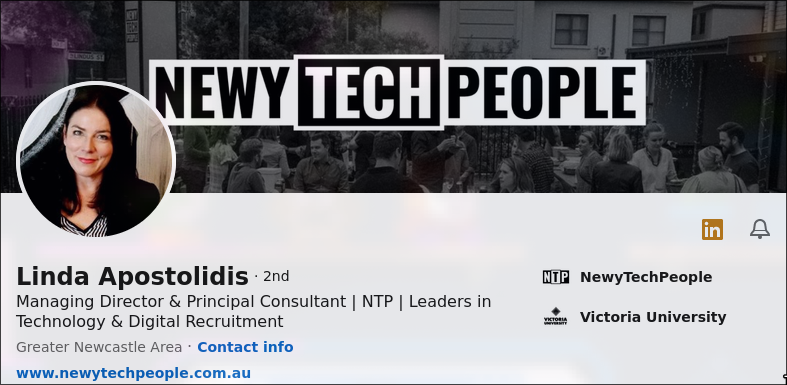 NEWY TECH PEOPLE
Linda Apostolidis · 2nd
Managing Director & Principal Consultant | NTP | Leaders in
Technology & Digital Recruitment
Greater Newcastle Area · Contact info
www.newytechpeople.com.au
in
NTP NewyTechPeople
VICTORIA UNIVERSITY Victoria University